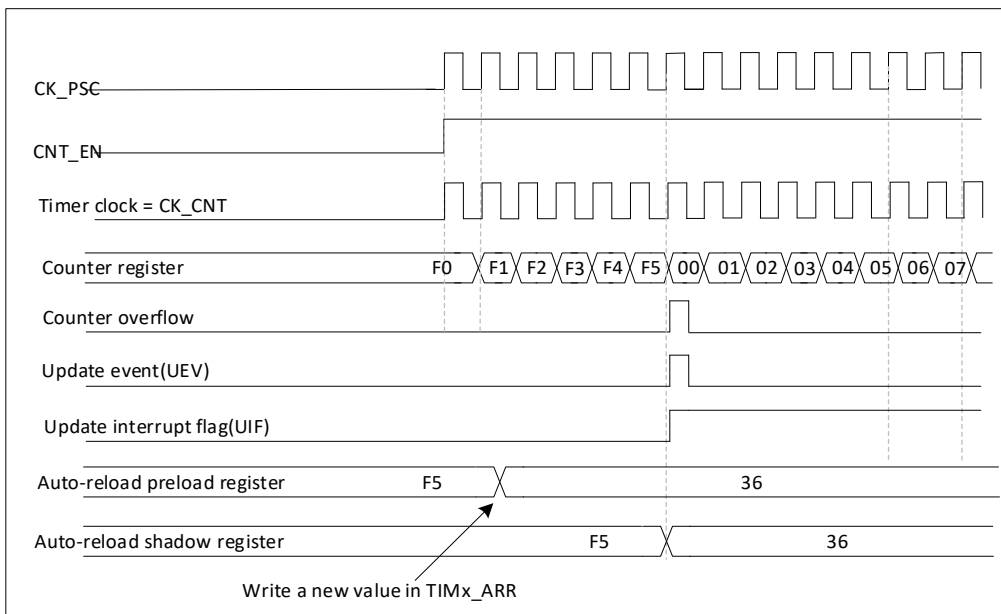 CK_PSC
CNT_EN
Timer clock = CK_CNT
Counter register F0 F1 F2 F3 F4 F5 00 01 02 03 04 05 06 07
Counter overflow
Update event(UEV)
Update interrupt flag(UIF)
Auto-reload preload register F5 36
Auto-reload shadow register F5 36
Write a new value in TIMx_ARR